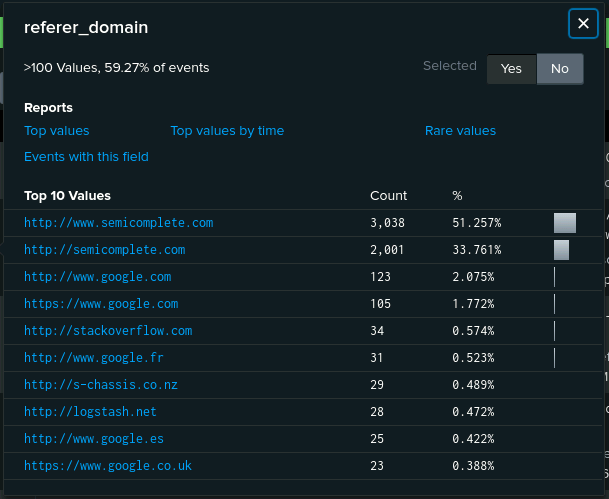 referer_domain
>100 Values, 59.27% of events
Selected Yes No
Reports
Top values Top values by time Rare values
Events with this field
Top 10 Values Count %
http://www.semicomplete.com 3,038 51.257%
http://semicomplete.com 2,001 33.761%
http://www.google.com 123 2.075%
https://www.google.com 105 1.772%
http://stackoverflow.com 34 0.574%
http://www.google.fr 31 0.523%
http://s-chassis.co.nz 29 0.489%
http://logstash.net 28 0.472%
http://www.google.es 25 0.422%
https://www.google.co.uk 23 0.388%